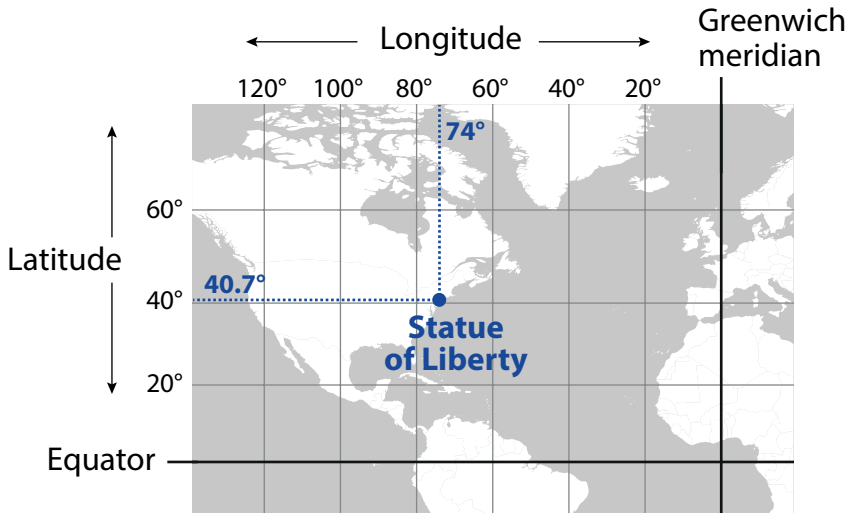 Longitude
Greenwich
meridian
120° 100° 80° 60° 40° 20°
74°
60°
Latitude
40.7°
40°
Statue
of Liberty
20°
Equator